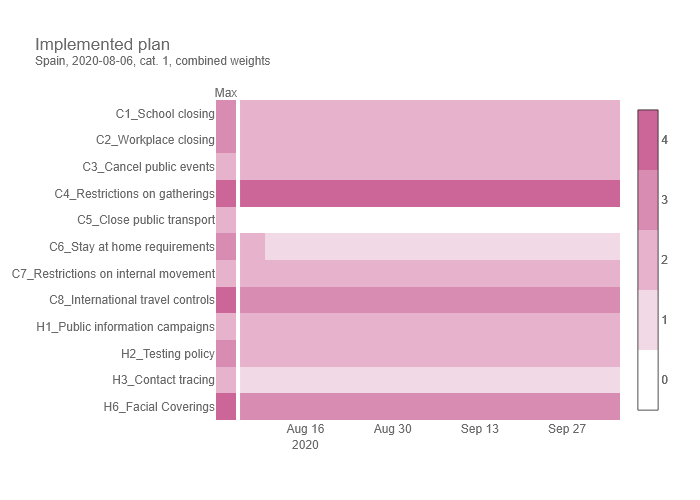 Implemented plan
Spain, 2020-08-06, cat. 1, combined weights
Max
C1_School closing
C2_Workplace closing
C3_Cancel public events
C4_Restrictions on gatherings
C5_Close public transport
C6_Stay at home requirements
C7_Restrictions on internal movement
C8_International travel controls
H1_Public information campaigns
H2_Testing policy
H3_Contact tracing
H6_Facial Coverings
Aug 16 Aug 30 Sep 13 Sep 27
2020
4
3
2
1
0